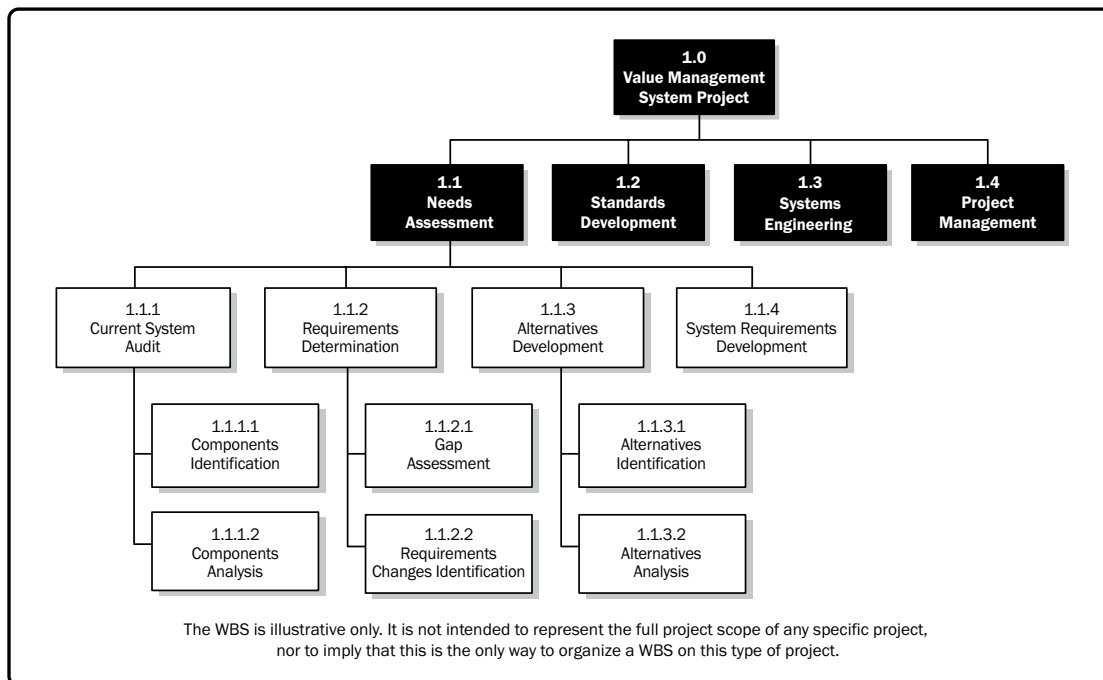 1.0
Value Management
System Project
1.1
Needs
Assessment
1.2
Standards
Development
1.3
Systems
Engineering
1.4
Project
Management
1.1.1
Current System
Audit
1.1.2
Requirements
Determination
1.1.3
Alternatives
Development
1.1.4
System Requirements
Development
1.1.1.1
Components
Identification
1.1.2.1
Gap
Assessment
1.1.3.1
Alternatives
Identification
1.1.1.2
Components
Analysis
1.1.2.2
Requirements
Changes Identification
1.1.3.2
Alternatives
Analysis
The WBS is illustrative only. It is not intended to represent the full project scope of any specific project,
nor to imply that this is the only way to organize a WBS on this type of project.